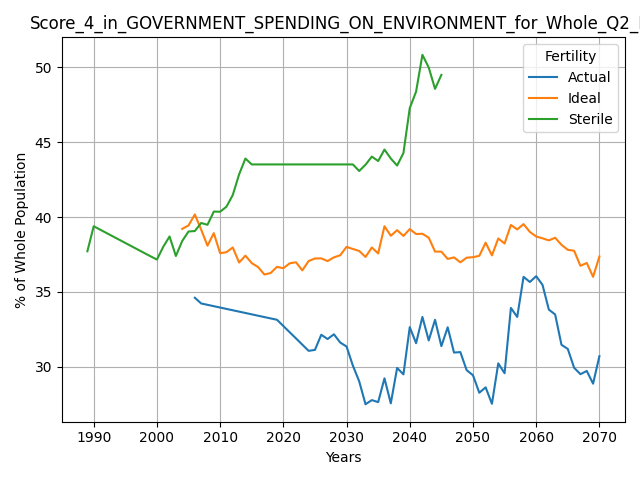 Score_4_in_GOVERNMENT_SPENDING_ON_ENVIRONMENT_for_Whole_Q2_
Fertility
Actual
Ideal
Sterile
% of Whole Population
50
45
40
35
30
1990 2000 2010 2020 2030 2040 2050 2060 2070
Years